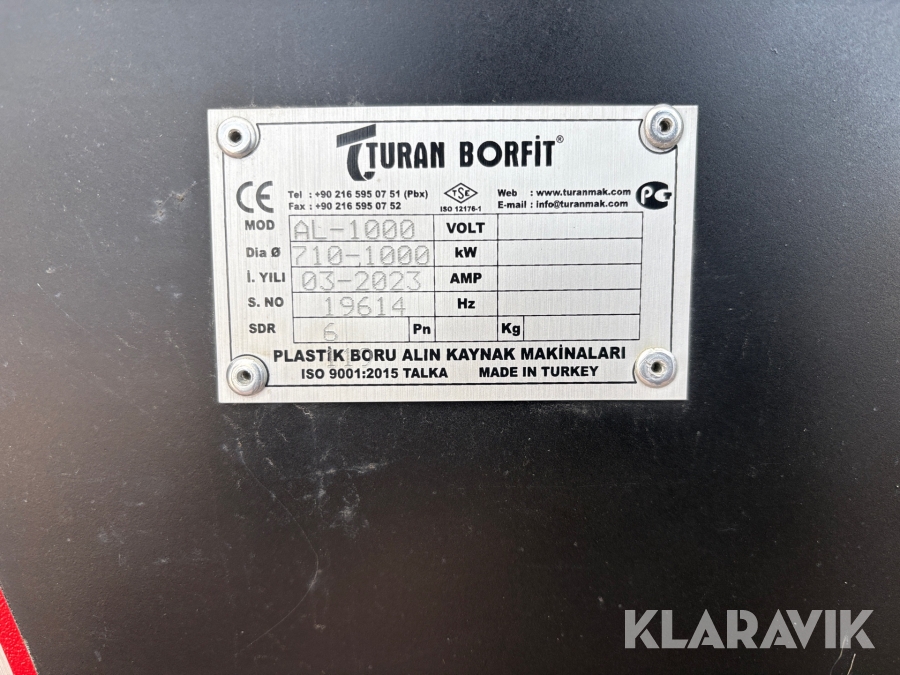 TURAN BORFİT®
CE Tel : +90 216 595 07 51 (Pbx) TSE Web : www.turanmak.com PG
Fax : +90 216 595 07 52 ISO 12176-1 E-mail : info@turanmak.com
MOD AL-1000 VOLT
Dia Ø 710-1000 kW
İ. YILI 03-2023 AMP
S. NO 19614 Hz
SDR 6 Pn Kg
PLASTİK BORU ALIN KAYNAK MAKİNALARI
ISO 9001:2015 TALKA MADE IN TURKEY
KLARAVIK